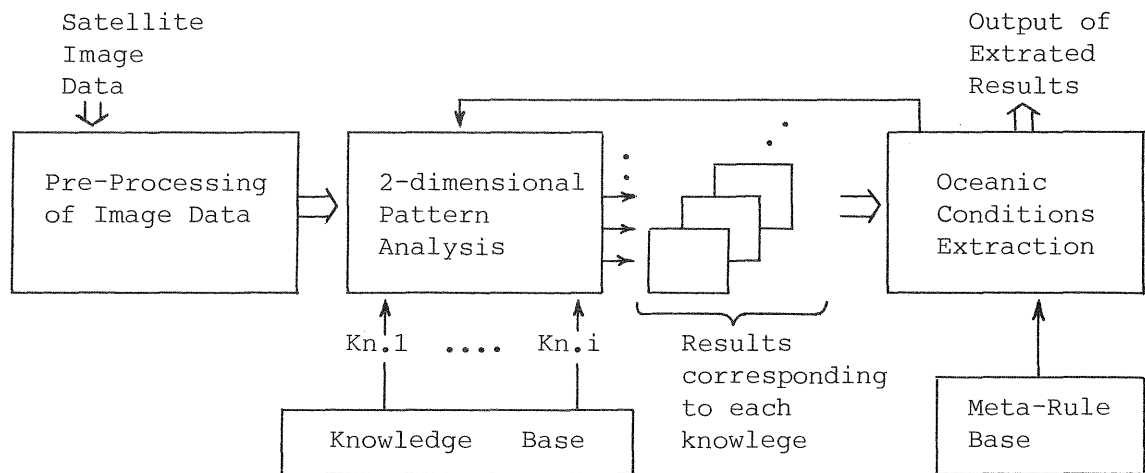 Satellite
Image
Data
Output of
Extrated
Results
Pre-Processing
of Image Data
2-dimensional
Pattern
Analysis
Oceanic
Conditions
Extraction
Kn.1 .... Kn.i
Results
corresponding
to each
knowlege
Knowledge Base
Meta-Rule
Base